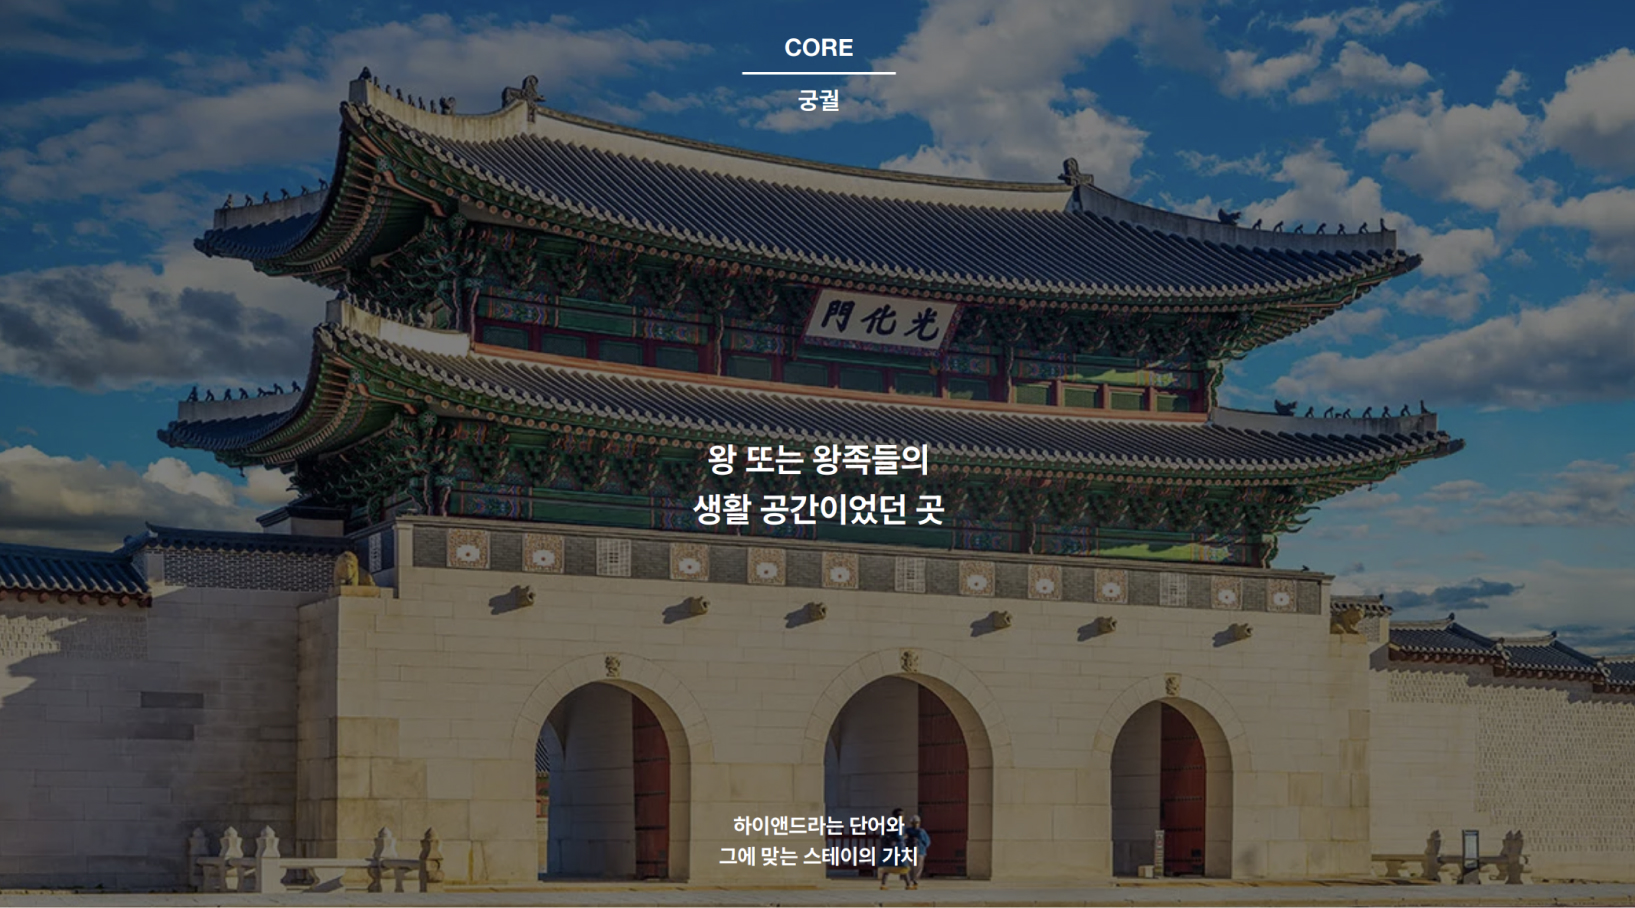 CORE
궁궐
門化光
왕 또는 왕족들의
생활 공간이었던 곳
하이앤드라는 단어와
그에 맞는 스테이의 가치